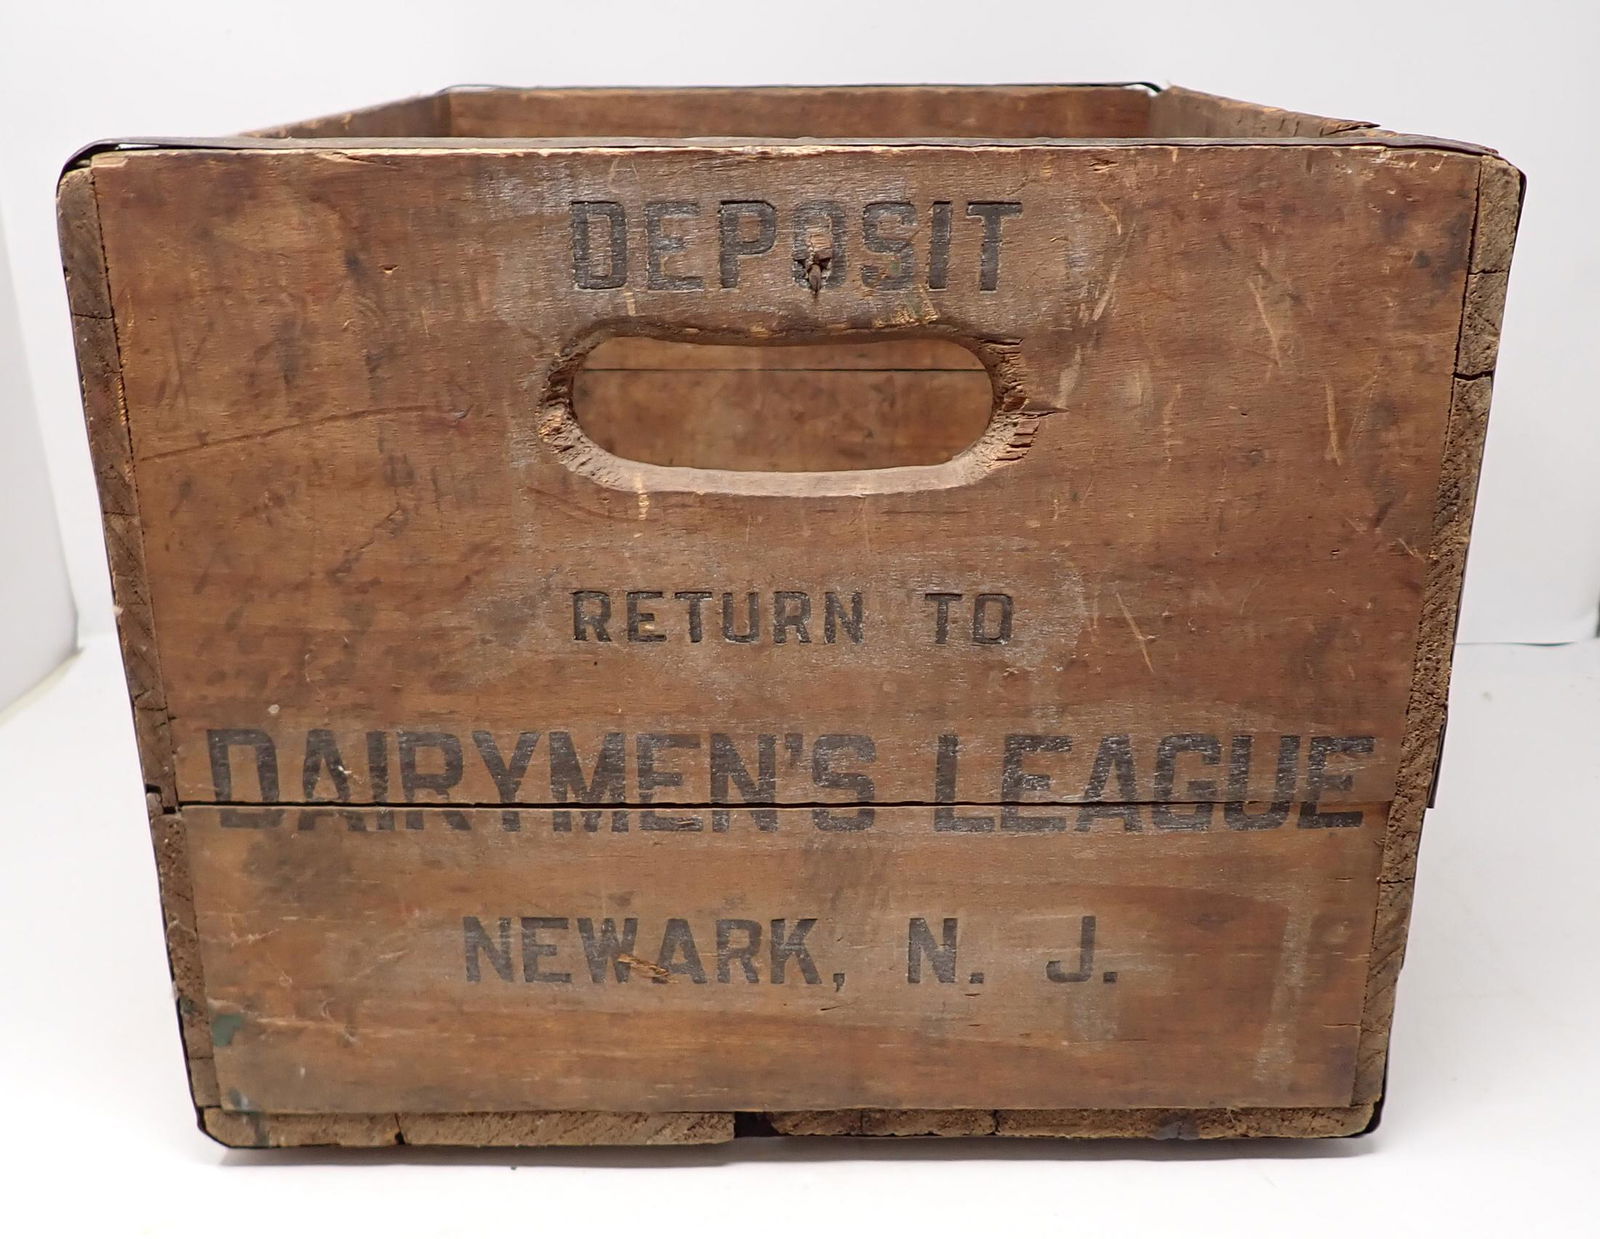 DEPOSIT
RETURN TO
DAIRYMEN'S LEAGUE
NEWARK, N. J.